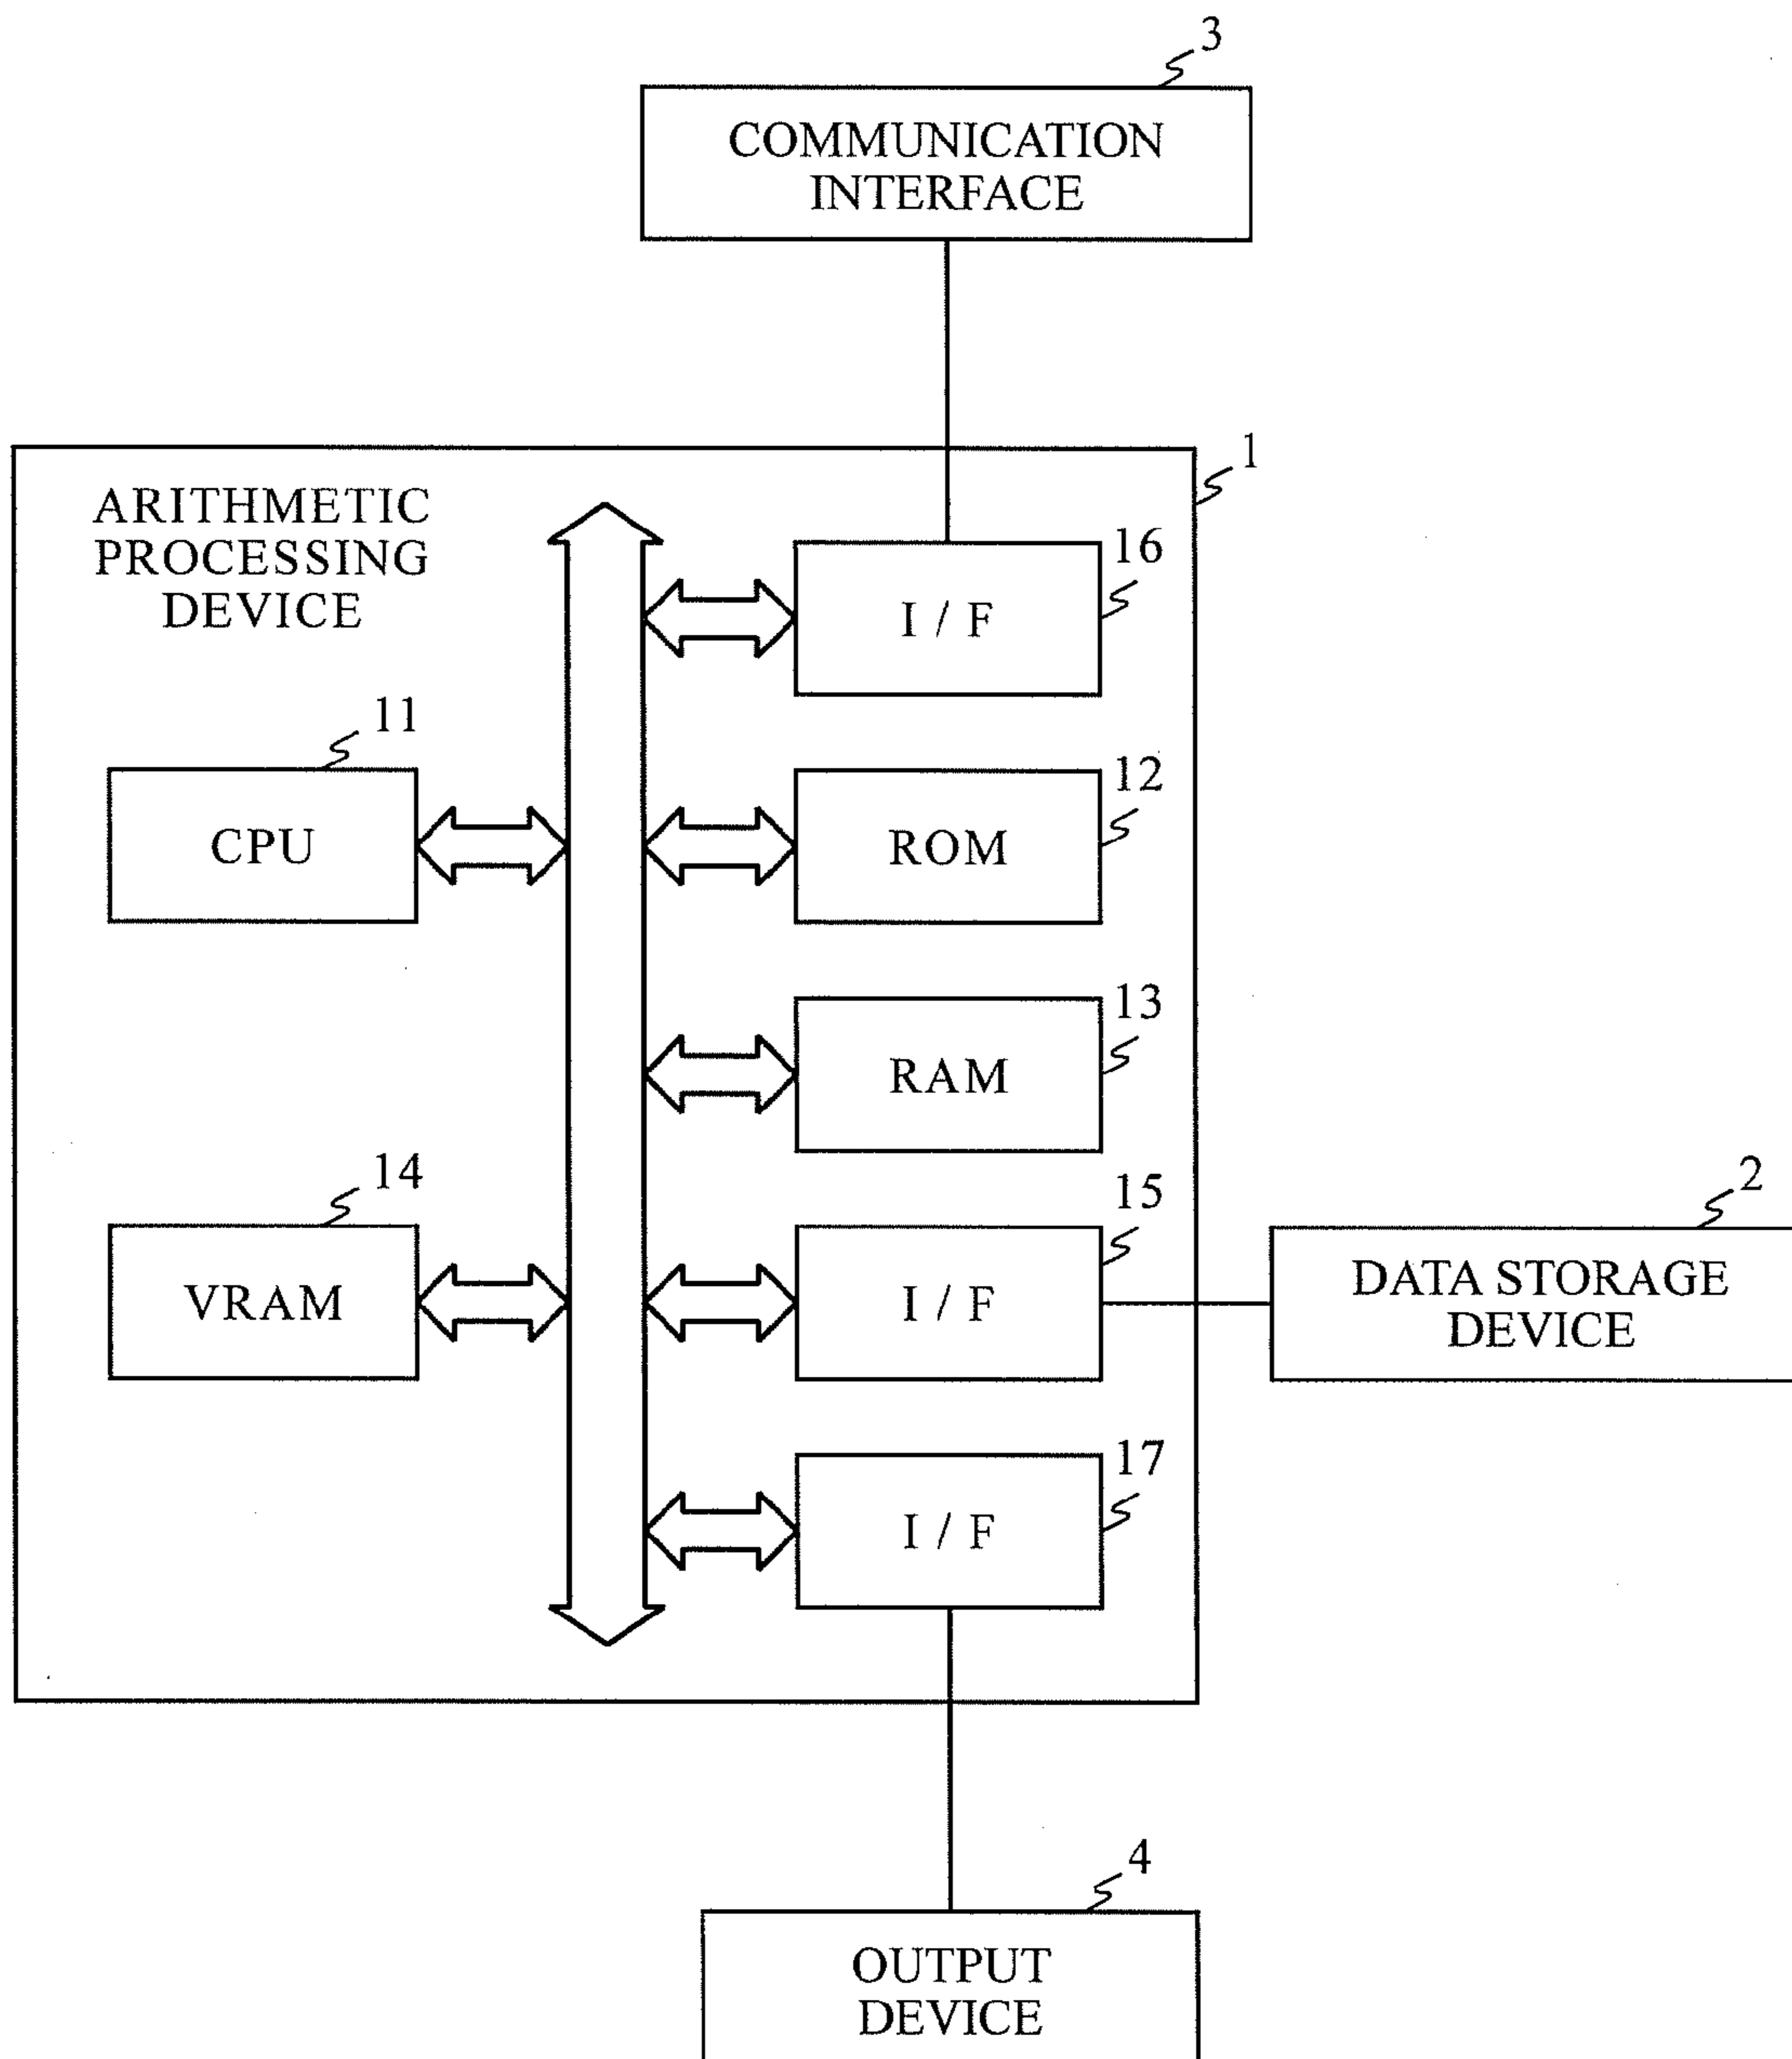 3
COMMUNICATION
INTERFACE
1
ARITHMETIC
PROCESSING
DEVICE
16
I / F
11
CPU
12
ROM
13
RAM
14
VRAM
15
I / F
2
DATA STORAGE
DEVICE
17
I / F
4
OUTPUT
DEVICE